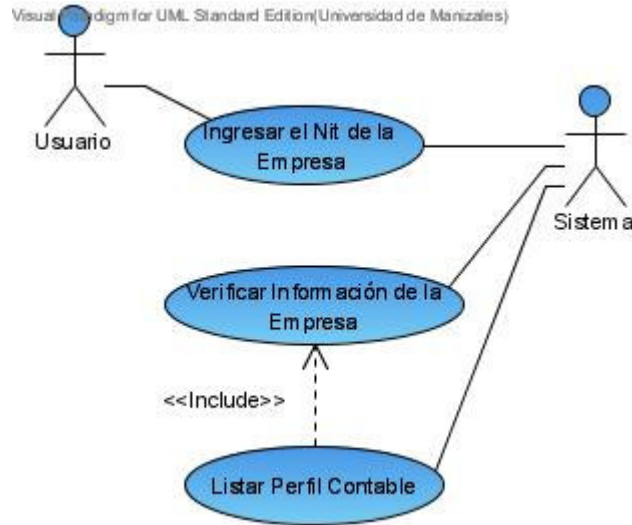 Visual Paradigm for UML Standard Edition(Universidad de Manizales)
Usuario
Ingresar el Nit de la
Empresa
Sistema
Verificar Información de la
Empresa
<<Include>>
Listar Perfil Contable